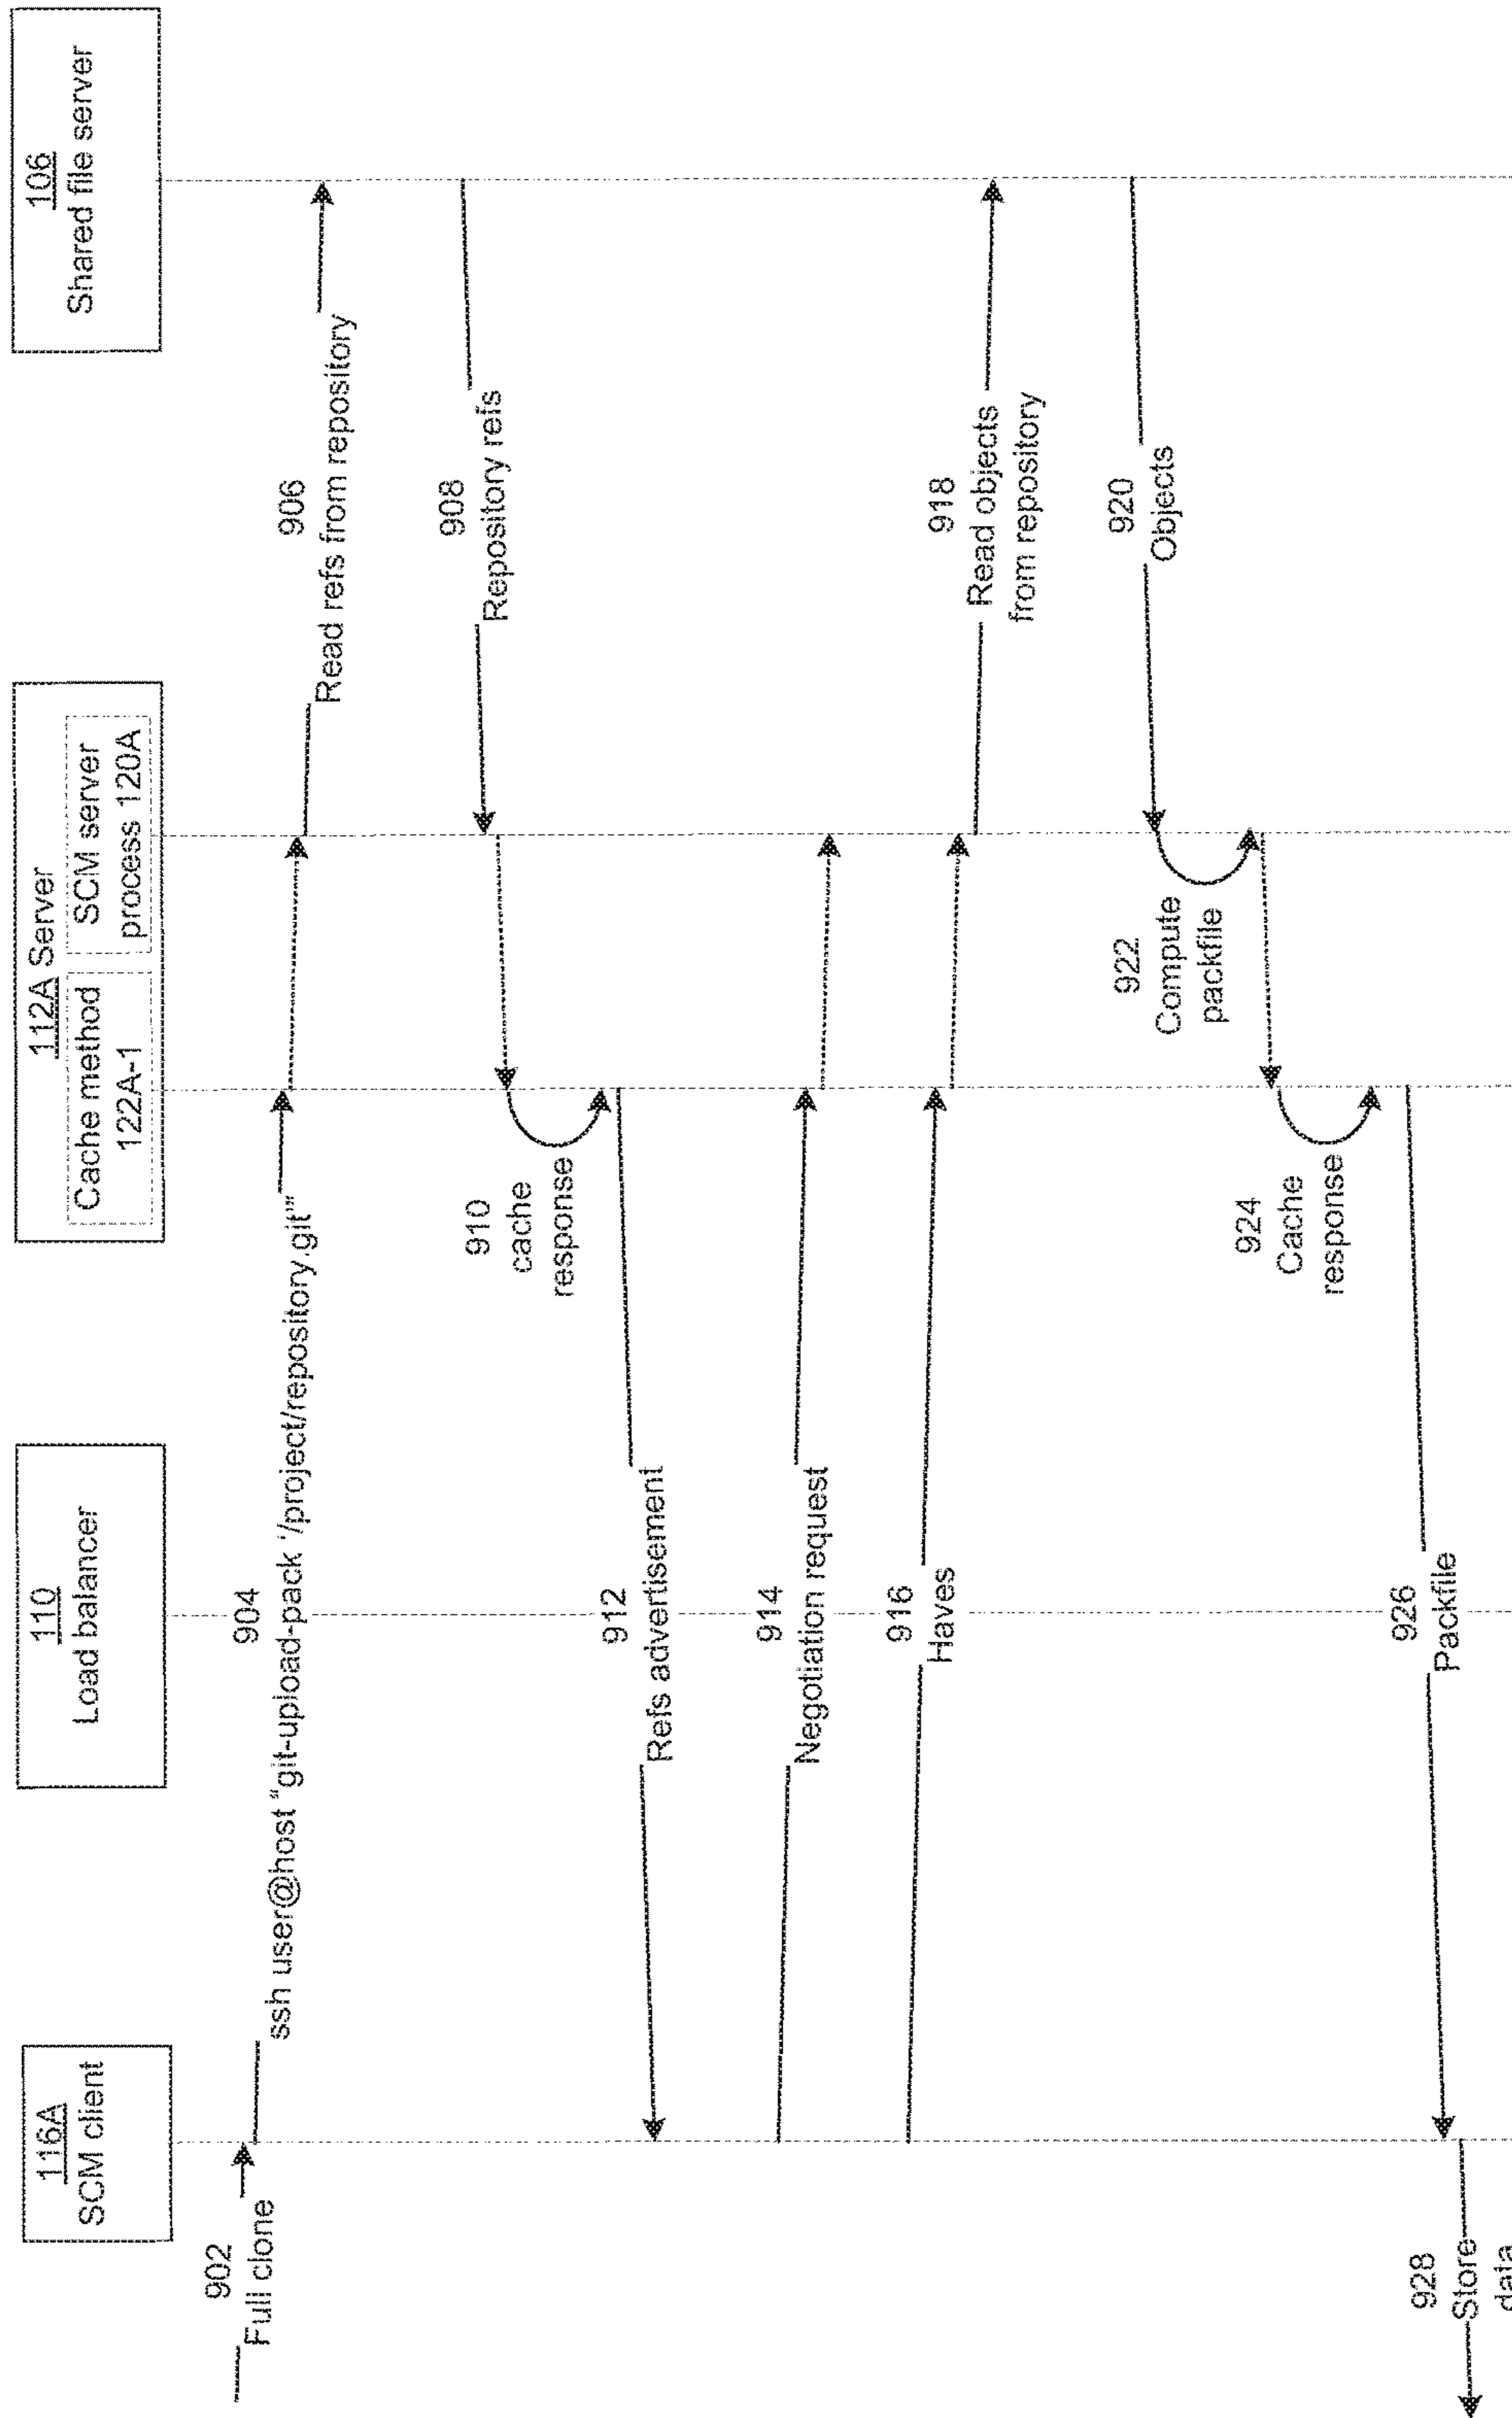 116A
SCM client
110
Load balancer
112A Server
Cache method
122A-1
SCM server
process 120A
106
Shared file server
902
Full clone
904
ssh user@host “git-upload-pack ‘/project/repository.git’”
906
Read refs from repository
908
Repository refs
910
cache
response
912
Refs advertisement
914
Negotiation request
916
Haves
918
Read objects
from repository
920
Objects
922
Compute
packfile
924
Cache
response
926
Packfile
928
Store
data